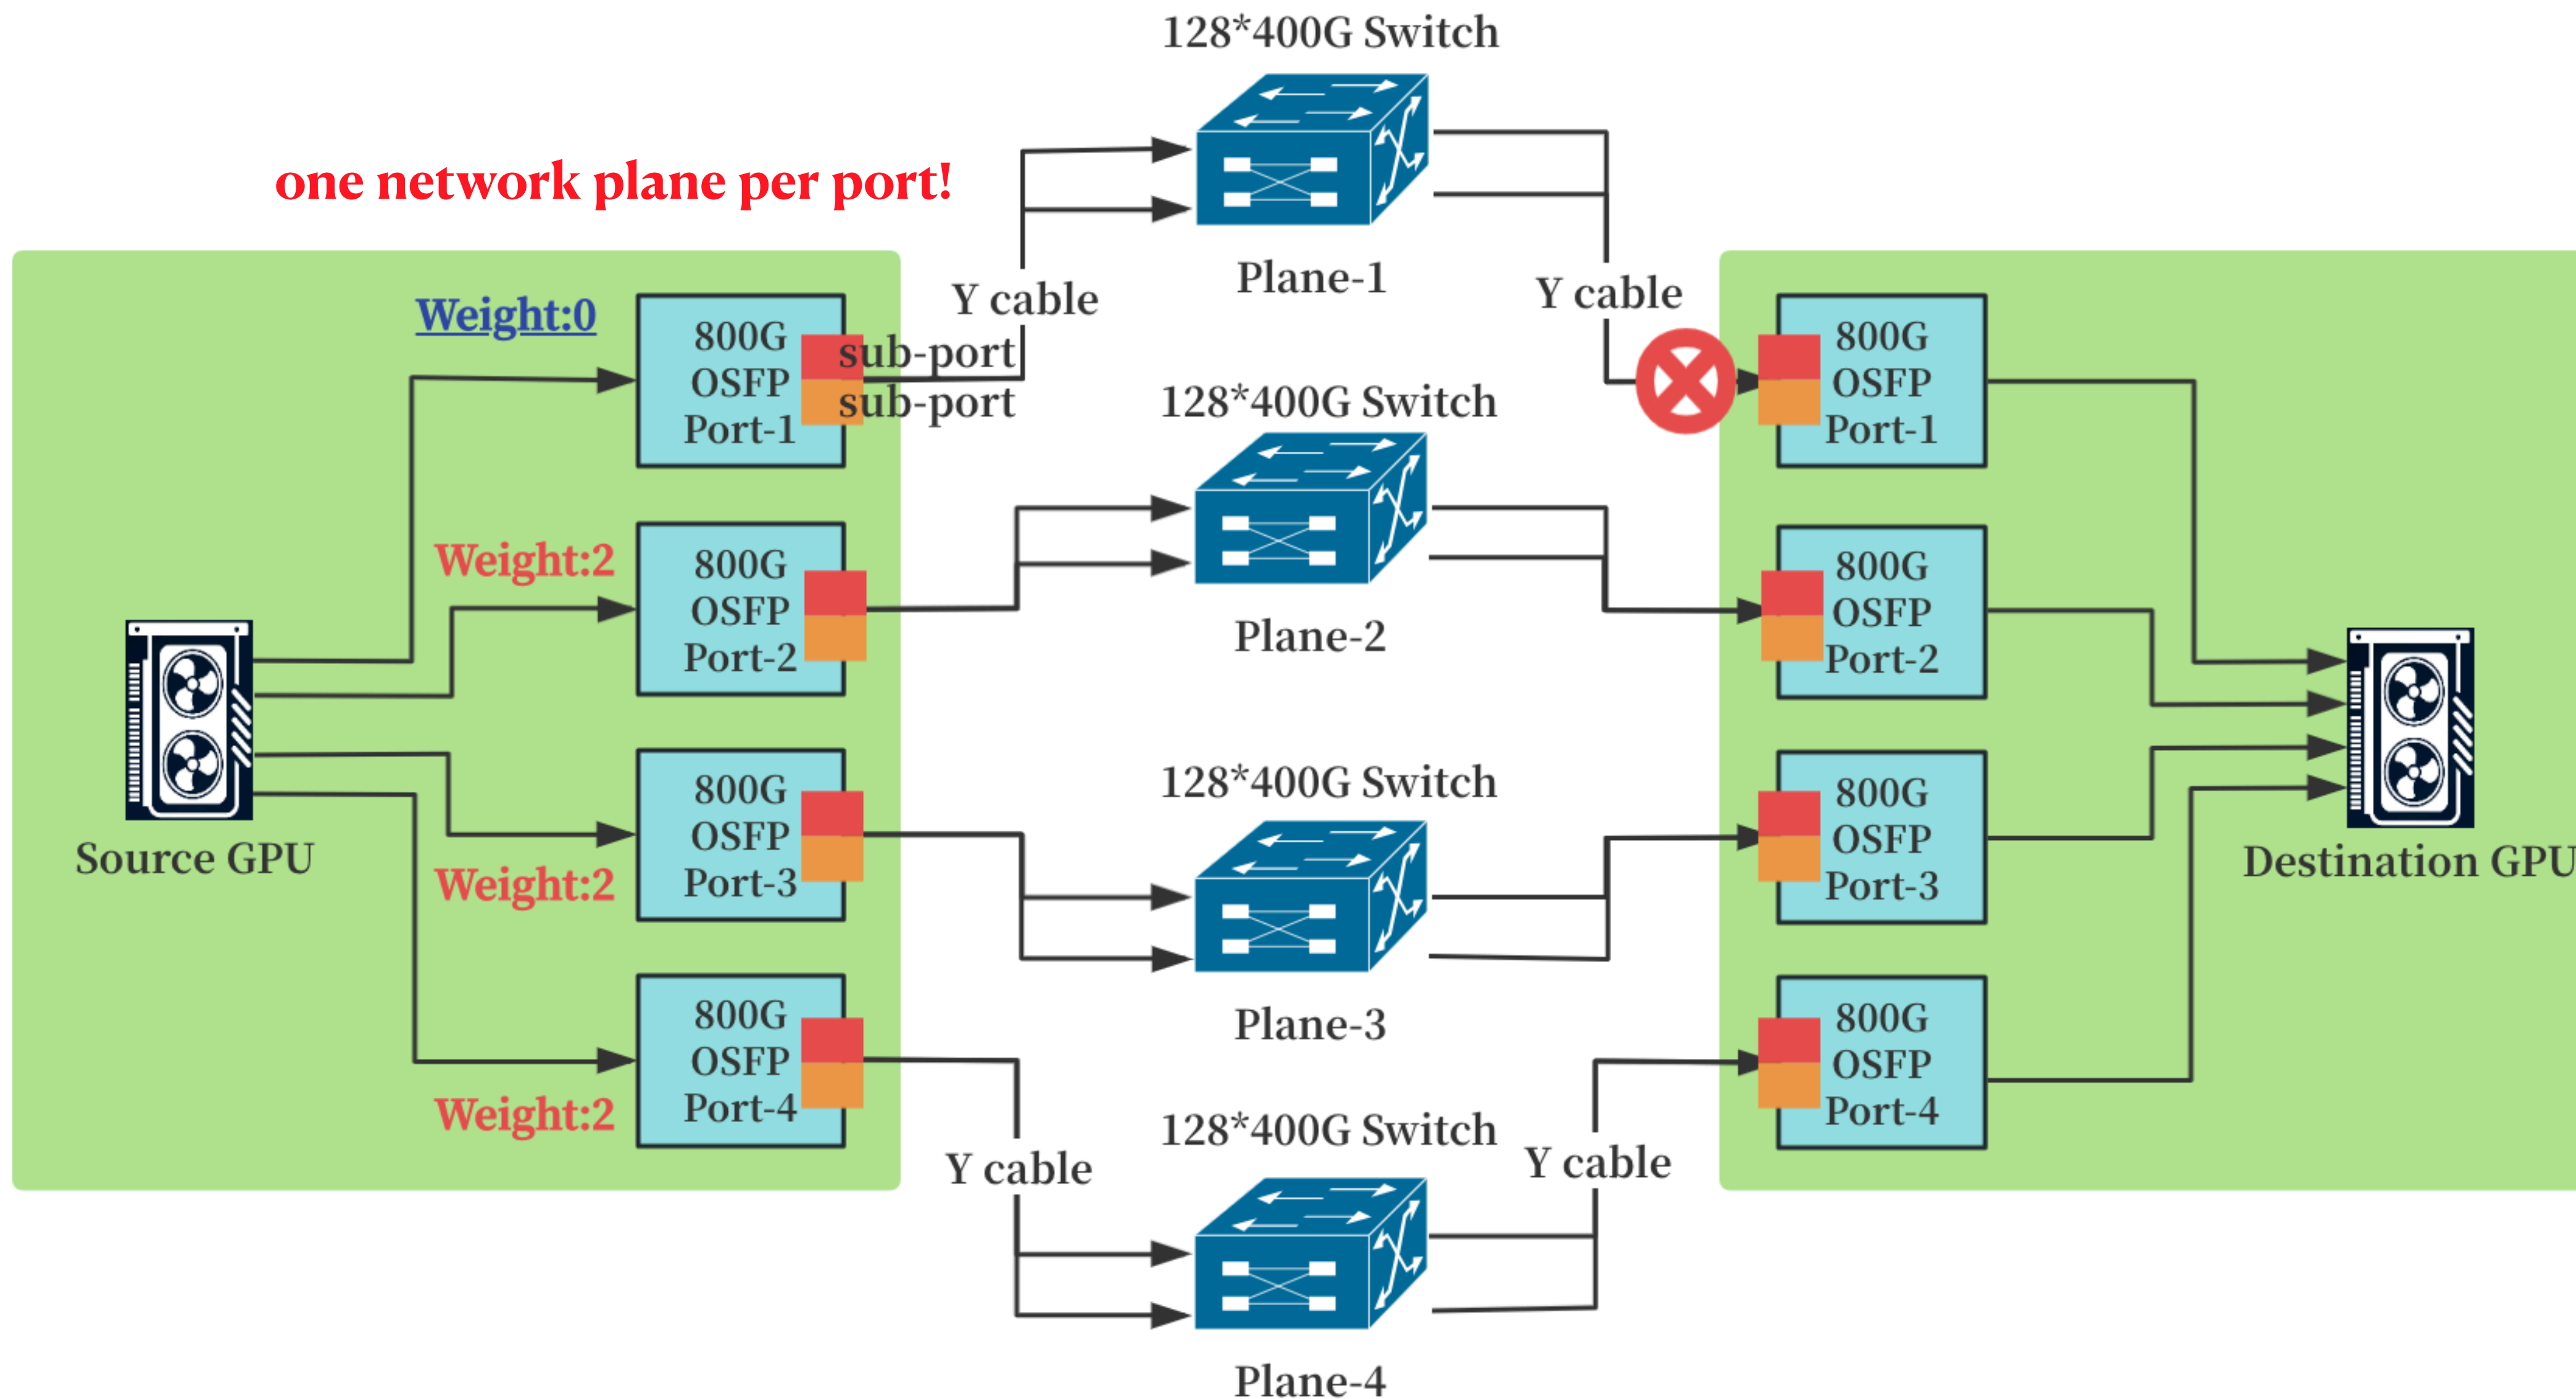 128*400G Switch
one network plane per port!
Plane-1
Y cable
Y cable
Weight:0
800G
OSFP
Port-1
sub-port
sub-port
800G
OSFP
Port-1
128*400G Switch
Weight:2
800G
OSFP
Port-2
Plane-2
800G
OSFP
Port-2
Source GPU
Weight:2
800G
OSFP
Port-3
128*400G Switch
Plane-3
800G
OSFP
Port-3
Destination GPU
Weight:2
800G
OSFP
Port-4
Y cable
128*400G Switch
Y cable
800G
OSFP
Port-4
Plane-4